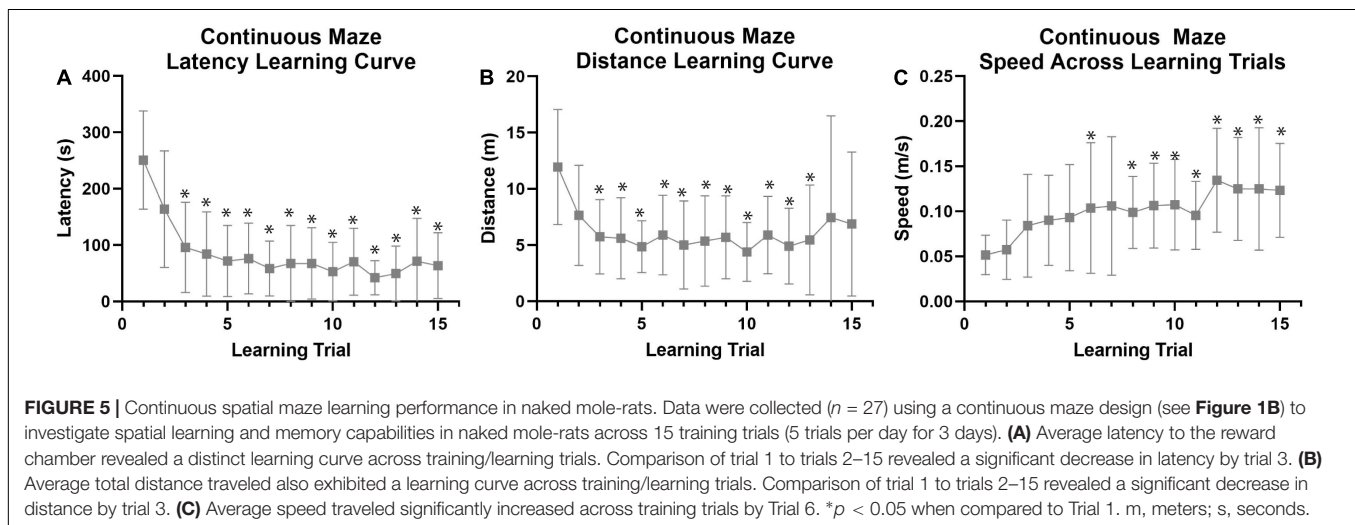 Continuous Maze
Latency Learning Curve
A
400
300
200
100
0
Latency (s)
* * * * * * * * * * * * *
0 5 10 15
Learning Trial
Continuous Maze
Distance Learning Curve
B
20
15
10
5
0
Distance (m)
* * * * * * * * * * *
0 5 10 15
Learning Trial
Continuous Maze
Speed Across Learning Trials
C
0.25
0.20
0.15
0.10
0.05
0.00
Speed (m/s)
* * * * * * * * *
0 5 10 15
Learning Trial
FIGURE 5 | Continuous spatial maze learning performance in naked mole-rats. Data were collected (n = 27) using a continuous maze design (see Figure 1B) to
investigate spatial learning and memory capabilities in naked mole-rats across 15 training trials (5 trials per day for 3 days). (A) Average latency to the reward
chamber revealed a distinct learning curve across training/learning trials. Comparison of trial 1 to trials 2–15 revealed a significant decrease in latency by trial 3. (B)
Average total distance traveled also exhibited a learning curve across training/learning trials. Comparison of trial 1 to trials 2–15 revealed a significant decrease in
distance by trial 3. (C) Average speed traveled significantly increased across training trials by Trial 6. *p < 0.05 when compared to Trial 1. m, meters; s, seconds.